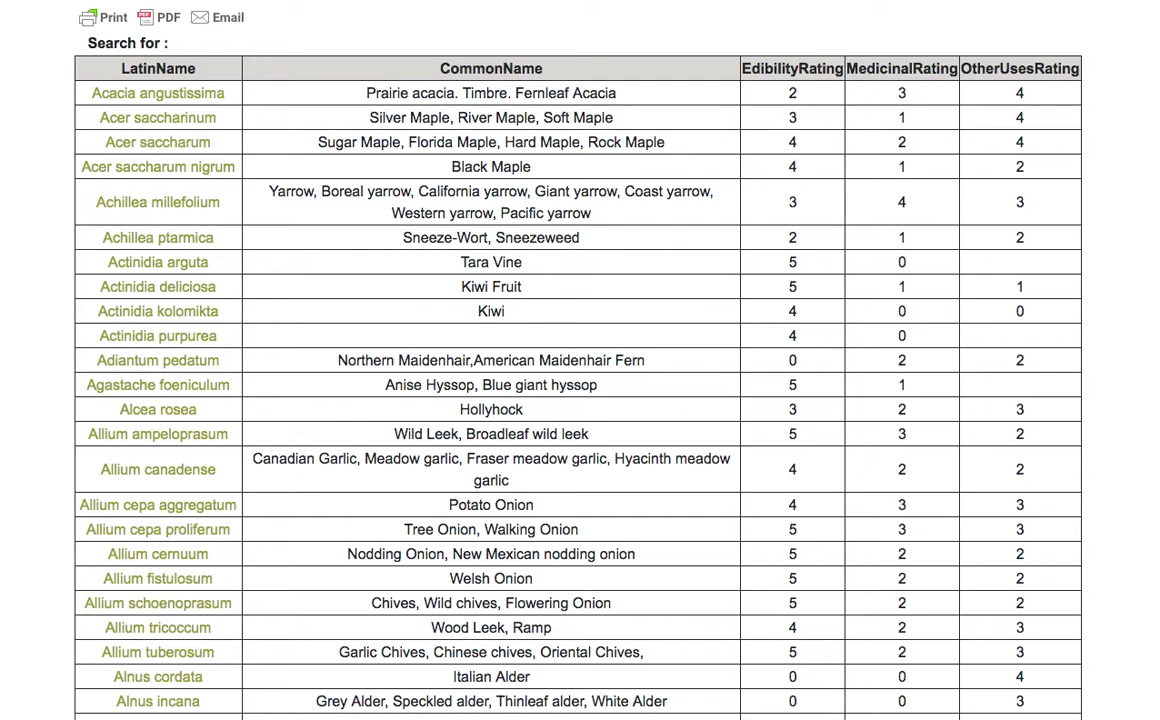 Print PDF Email
Search for :
LatinName CommonName EdibilityRating MedicinalRating OtherUsesRating
Acacia angustissima Prairie acacia. Timbre. Fernleaf Acacia 2 3 4
Acer saccharinum Silver Maple, River Maple, Soft Maple 3 1 4
Acer saccharum Sugar Maple, Florida Maple, Hard Maple, Rock Maple 4 2 4
Acer saccharum nigrum Black Maple 4 1 2
Achillea millefolium Yarrow, Boreal yarrow, California yarrow, Giant yarrow, Coast yarrow, 3 4 3
Western yarrow, Pacific yarrow
Achillea ptarmica Sneeze-Wort, Sneezeweed 2 1 2
Actinidia arguta Tara Vine 5 0
Actinidia deliciosa Kiwi Fruit 5 1 1
Actinidia kolomikta Kiwi 4 0 0
Actinidia purpurea 4 0
Adiantum pedatum Northern Maidenhair,American Maidenhair Fern 0 2 2
Agastache foeniculum Anise Hyssop, Blue giant hyssop 5 1
Alcea rosea Hollyhock 3 2 3
Allium ampeloprasum Wild Leek, Broadleaf wild leek 5 3 2
Allium canadense Canadian Garlic, Meadow garlic, Fraser meadow garlic, Hyacinth meadow 4 2 2
garlic
Allium cepa aggregatum Potato Onion 4 3 3
Allium cepa proliferum Tree Onion, Walking Onion 5 3 3
Allium cernuum Nodding Onion, New Mexican nodding onion 5 2 2
Allium fistulosum Welsh Onion 5 2 2
Allium schoenoprasum Chives, Wild chives, Flowering Onion 5 2 2
Allium tricoccum Wood Leek, Ramp 4 2 3
Allium tuberosum Garlic Chives, Chinese chives, Oriental Chives, 5 2 3
Alnus cordata Italian Alder 0 0 4
Alnus incana Grey Alder, Speckled alder, Thinleaf alder, White Alder 0 0 3